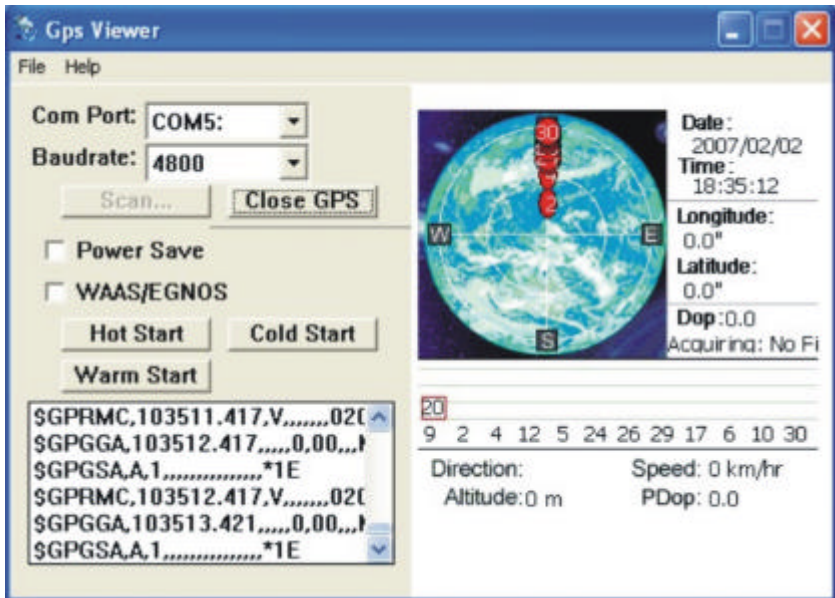 Gps Viewer
File Help
Com Port: COM5:
Baudrate: 4800
Scan... Close GPS
Power Save
WAAS/EGNOS
Hot Start Cold Start
Warm Start
$GPRMC,103511.417,V,,,,,,,020
$GPGGA,103512.417,,,,,0,00,,,
$GPGSA,A,1,,,,,,,,,,,,,,,*1E
$GPRMC,103512.417,V,,,,,,,020
$GPGGA,103513.421,,,,,0,00,,,
$GPGSA,A,1,,,,,,,,,,,,,,,*1E
30
4
2
W E
S
Date:
2007/02/02
Time:
18:35:12
Longitude:
0.0"
Latitude:
0.0"
Dop:0.0
Acquiring: No Fi
20
9 2 4 12 5 24 26 29 17 6 10 30
Direction: Speed: 0 km/hr
Altitude:0 m PDop: 0.0